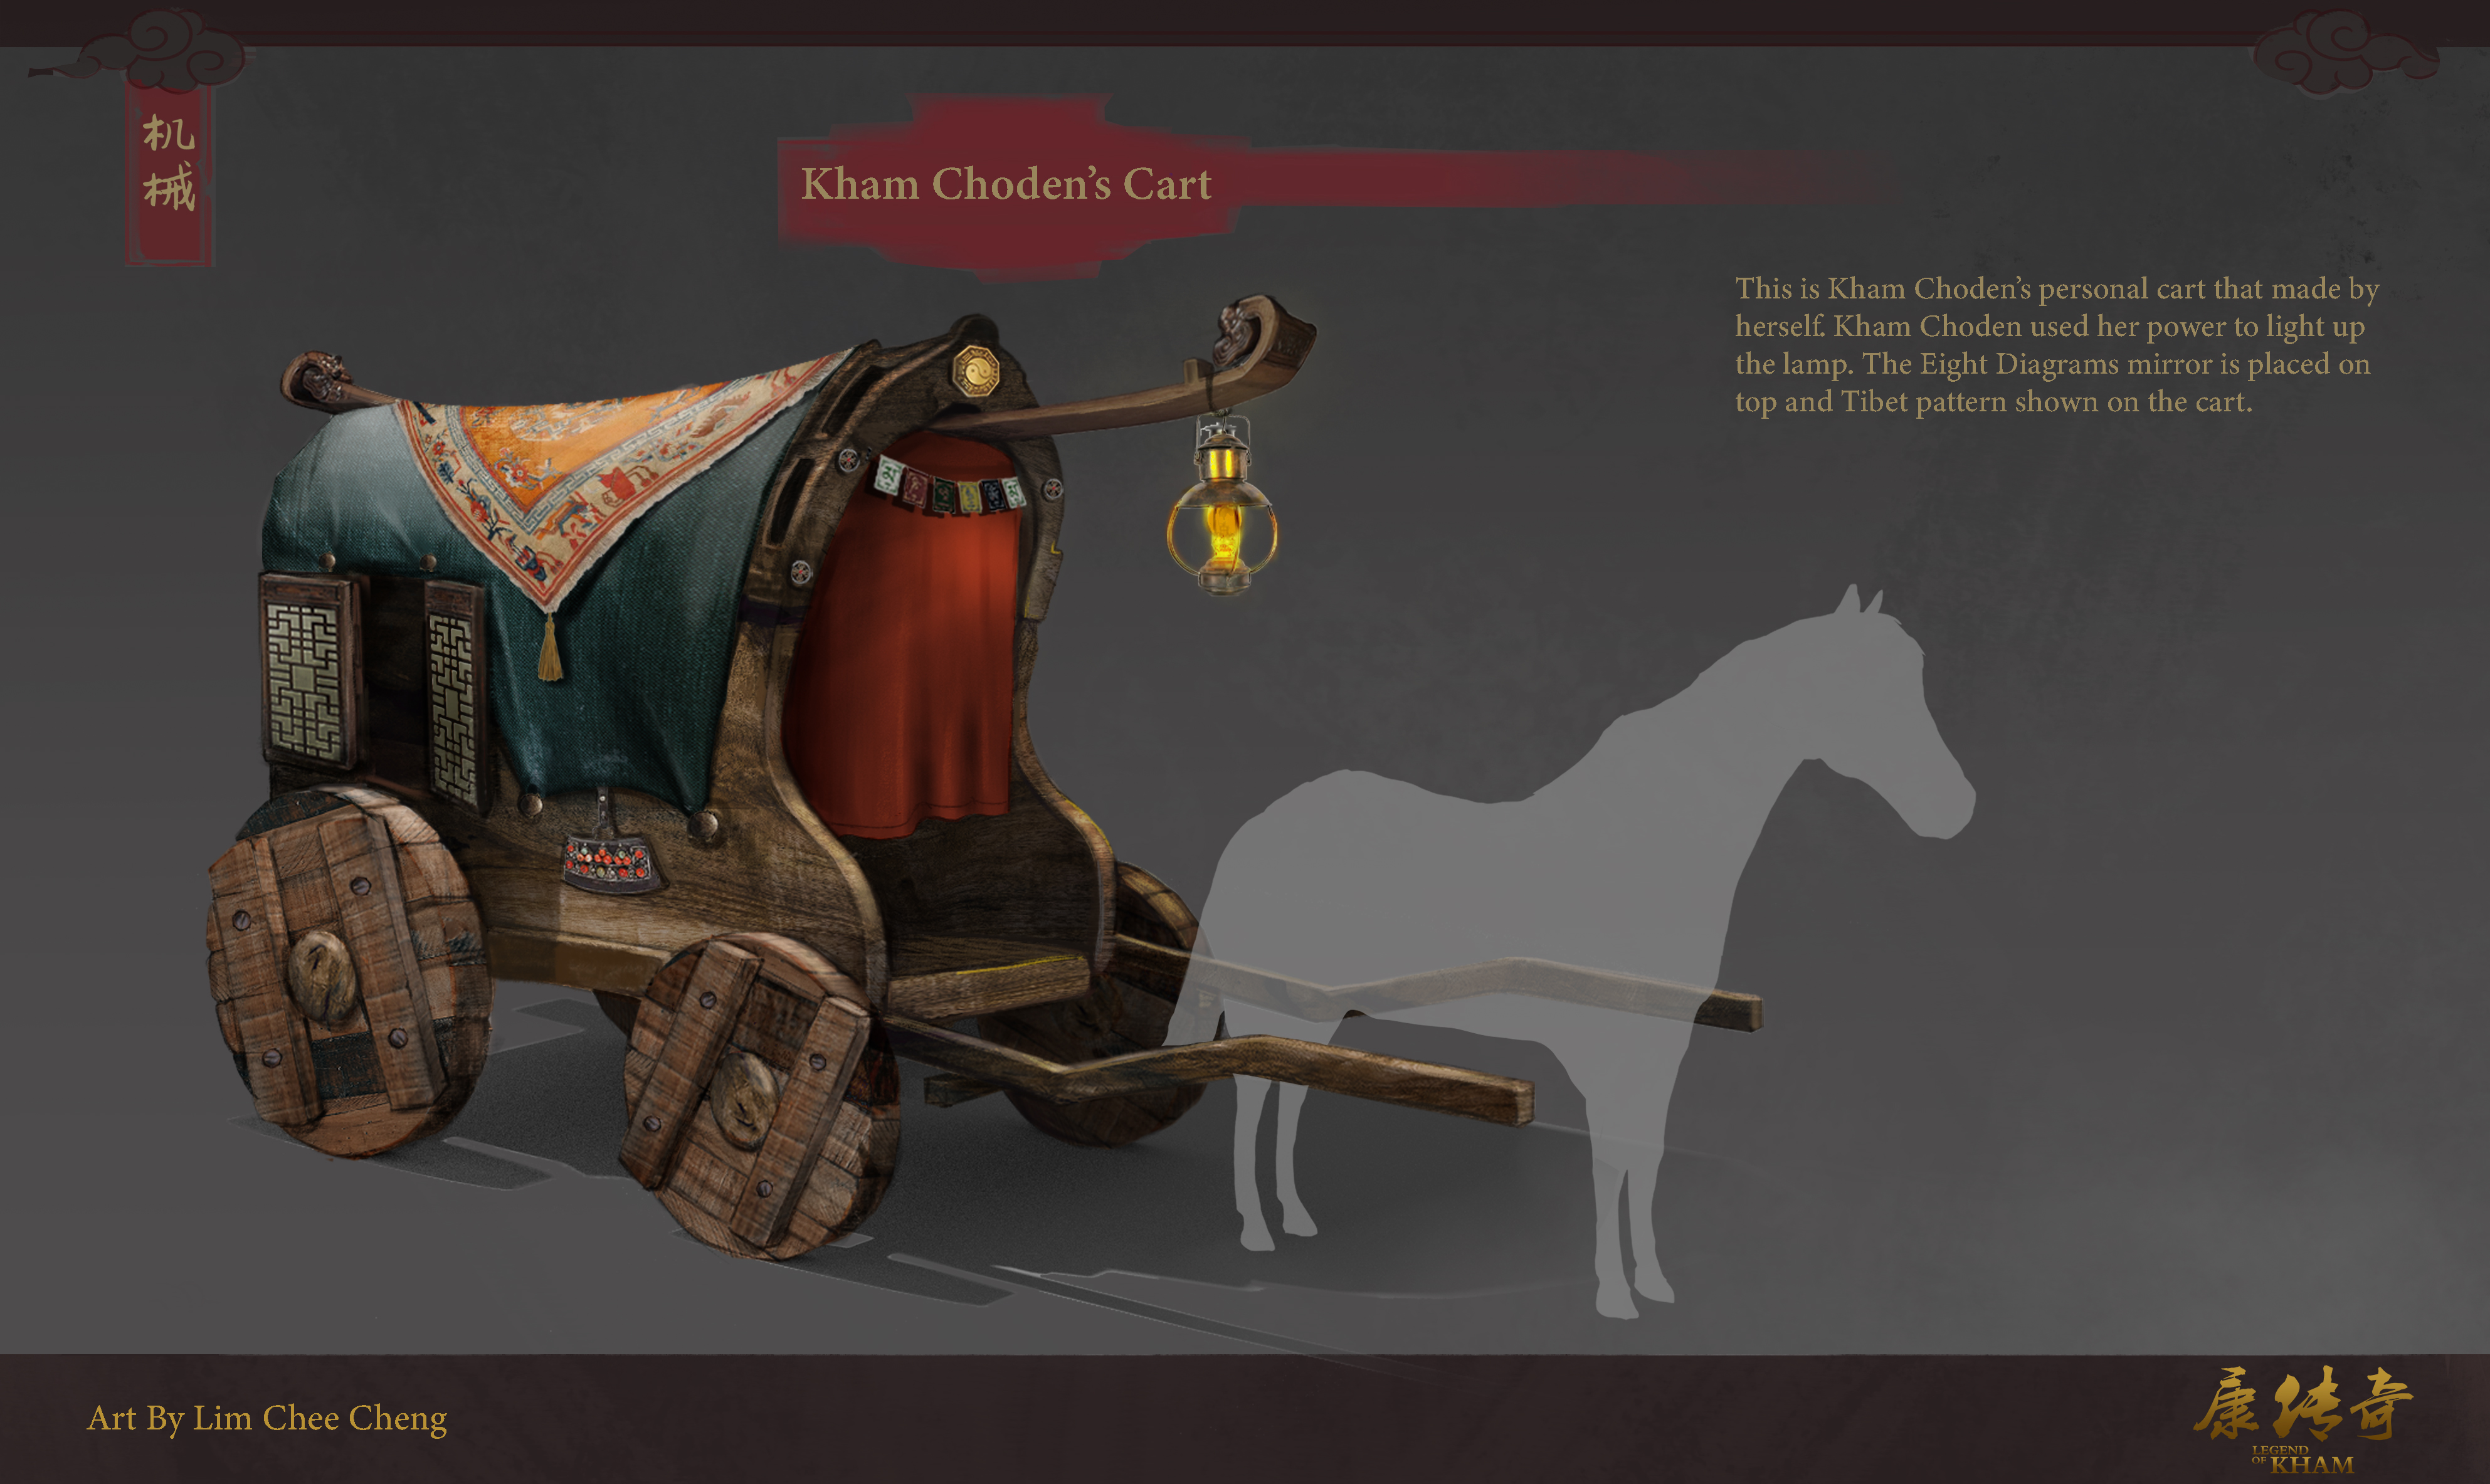 机
械
Kham Choden’s Cart
This is Kham Choden’s personal cart that made by
herself. Kham Choden used her power to light up
the lamp. The Eight Diagrams mirror is placed on
top and Tibet pattern shown on the cart.
Art By Lim Chee Cheng
康传奇
LEGEND
OF KHAM